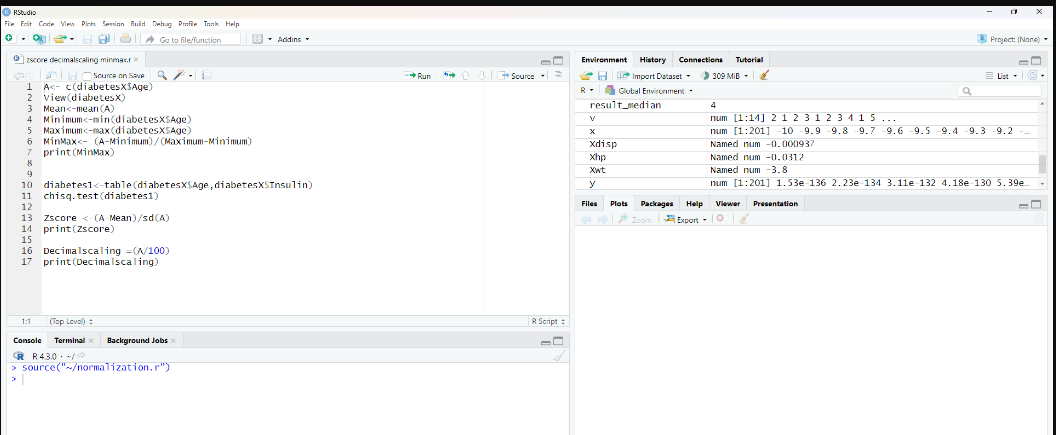 RStudio
File Edit Code View Plots Session Build Debug Profile Tools Help
Go to file/function Addins Project: (None)
zscore decimalscaling minmax.r
Source on Save Run Source
1 A<- c(diabetesX$Age)
2 View(diabetesX)
3 Mean<-mean(A)
4 Minimum<-min(diabetesX$Age)
5 Maximum<-max(diabetesX$Age)
6 MinMax<- (A-Minimum)/(Maximum-Minimum)
7 print(MinMax)
8
9
10 diabetes1<-table(diabetesX$Age,diabetesX$Insulin)
11 chisq.test(diabetes1)
12
13 Zscore <-(A-Mean)/sd(A)
14 print(Zscore)
15
16 Decimalscaling =(A/100)
17 print(Decimalscaling)
1:1 (Top Level) R Script
Console Terminal Background Jobs
R 4.3.0 · ~/
> source("~/normalization.r")
>
Environment History Connections Tutorial
Import Dataset 309 MiB List
R Global Environment
result_median 4
v num [1:14] 2 1 2 3 1 2 3 4 1 5 ...
x num [1:201] -10 -9.9 -9.8 -9.7 -9.6 -9.5 -9.4 -9.3 -9.2 -…
Xdisp Named num -0.000937
Xhp Named num -0.0312
Xwt Named num -3.8
y num [1:201] 1.53e-136 2.23e-134 3.11e-132 4.18e-130 5.39e…
Files Plots Packages Help Viewer Presentation
Zoom Export